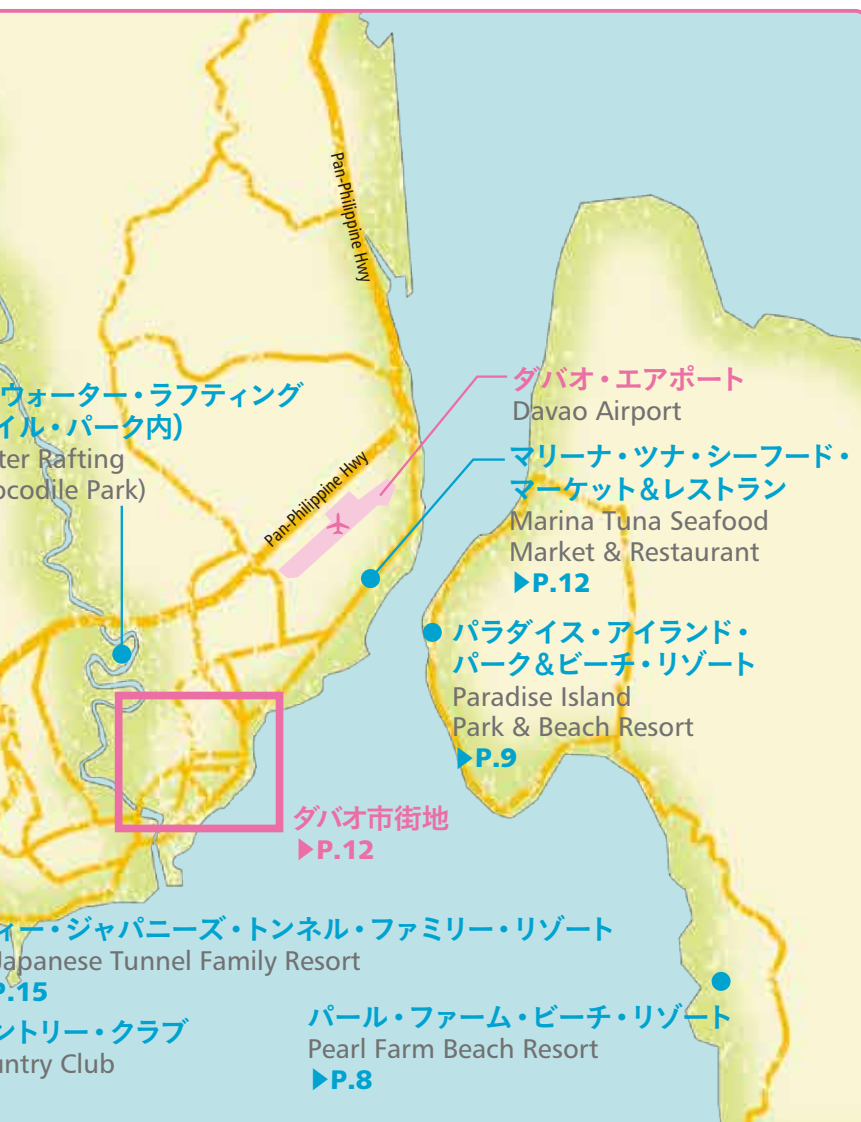 Pan-Philippine Hwy
ウォーター・ラフティング
イル・パーク内)
ter Rafting
ocodile Park)
Pan-Philippine Hwy
ダバオ・エアポート
Davao Airport
マリーナ・ツナ・シーフード・
マーケット&レストラン
Marina Tuna Seafood
Market & Restaurant
▶P.12
パラダイス・アイランド・
パーク&ビーチ・リゾート
Paradise Island
Park & Beach Resort
▶P.9
ダバオ市街地
▶P.12
ィー・ジャパニーズ・トンネル・ファミリー・リゾート
Japanese Tunnel Family Resort
P.15
ントリー・クラブ
untry Club
パール・ファーム・ビーチ・リゾート
Pearl Farm Beach Resort
▶P.8